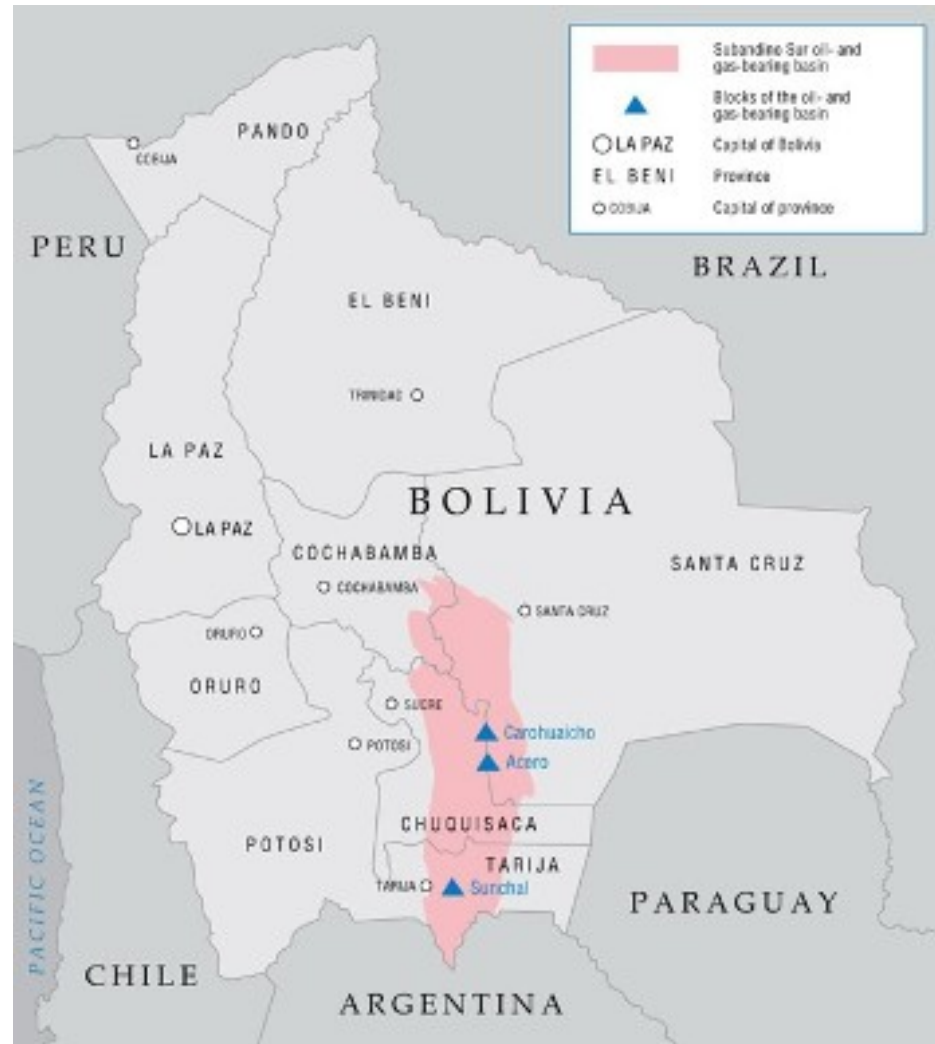 Subandino Sur oil- and
gas-bearing basin
Blocks of the oil- and
gas-bearing basin
LA PAZ
Capital of Bolivia
EL BENI
Province
COBIJA
Capital of province
PANDO
COBIJA
PERU
BRAZIL
EL BENI
TRINIDAD
LA PAZ
BOLIVIA
LA PAZ
COCHABAMBA
SANTA CRUZ
COCHABAMBA
SANTA CRUZ
ORURO
ORURO
SUCRE
POTOSI
Carohuaicho
Acero
CHUQUISACA
POTOSI
TARIJA
TARIJA
Sunchal
PACIFIC OCEAN
PARAGUAY
CHILE
ARGENTINA